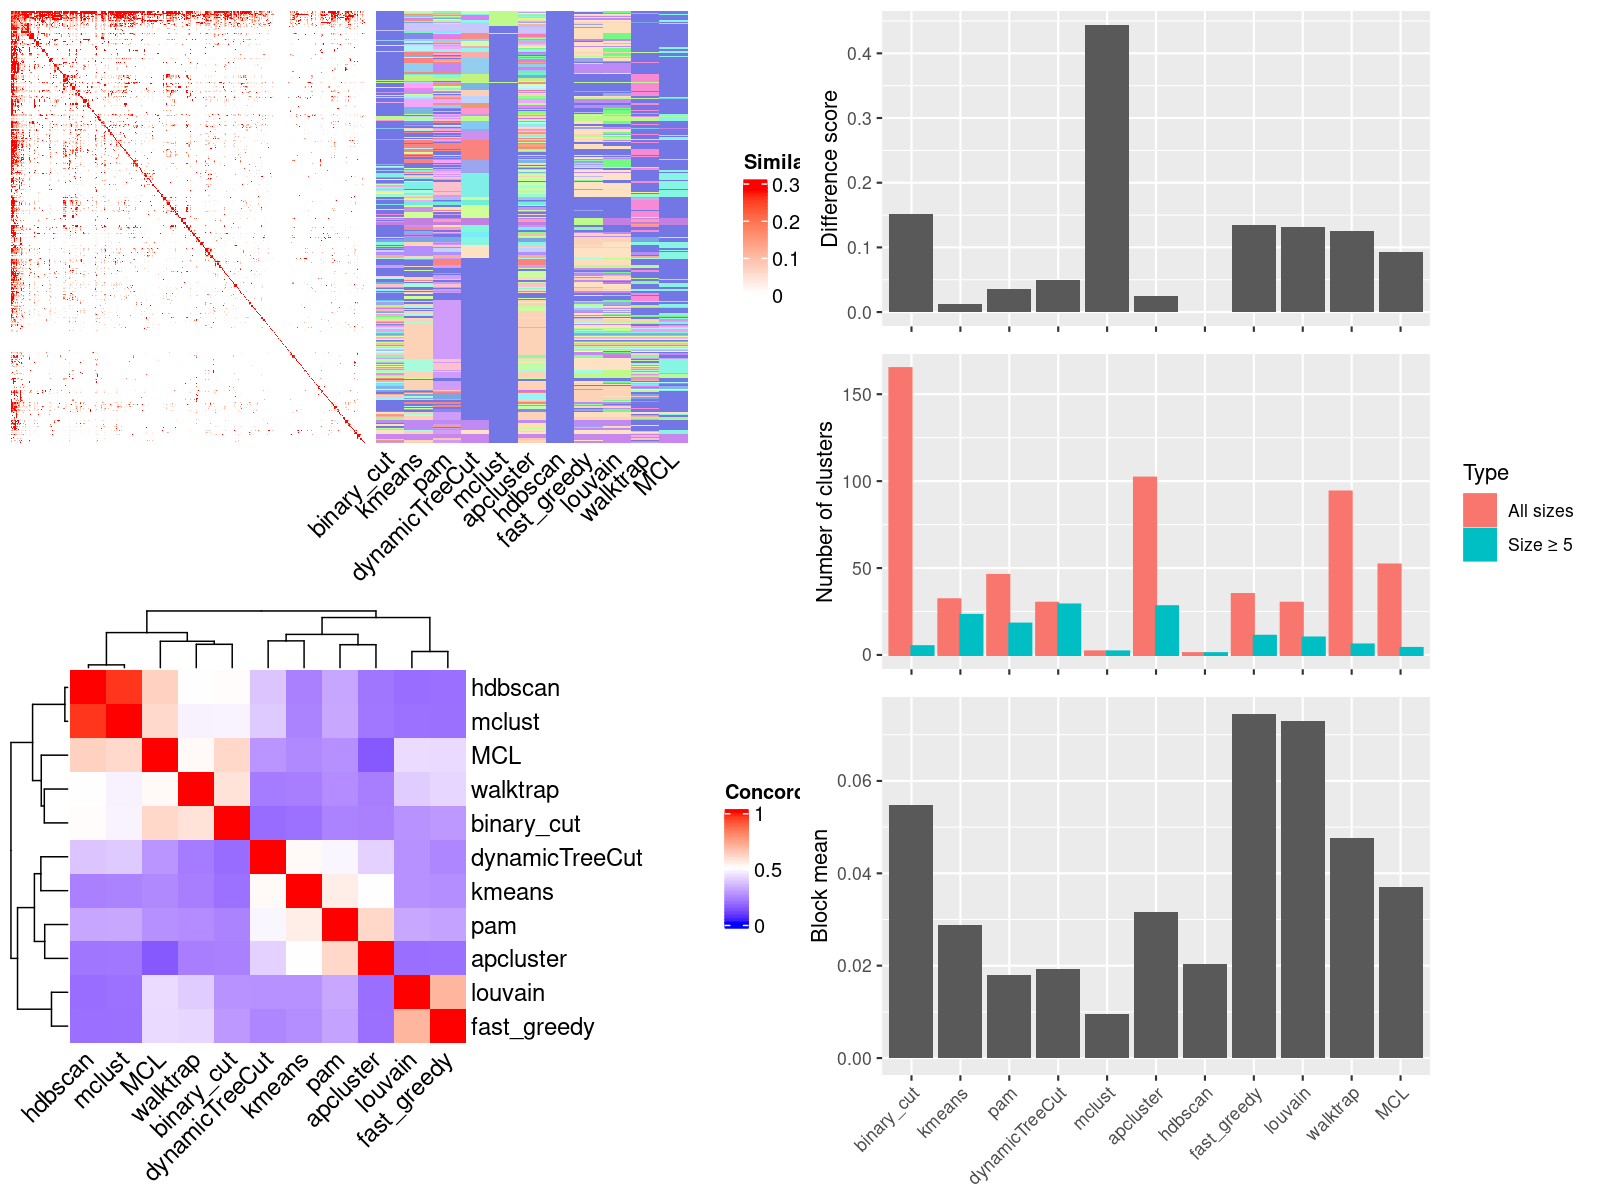 Simila
0.3
0.2
0.1
0
binary_cut
kmeans
pam
dynamicTreeCut
mclust
apcluster
hdbscan
fast_greedy
louvain
walktrap
MCL
hdbscan
mclust
MCL
walktrap
binary_cut
dynamicTreeCut
kmeans
pam
apcluster
louvain
fast_greedy
Concord
1
0.5
0
hdbscan
mclust
MCL
walktrap
binary_cut
dynamicTreeCut
kmeans
pam
apcluster
louvain
fast_greedy
Difference score
0.4
0.3
0.2
0.1
0.0
Number of clusters
150
100
50
0
Type
All sizes
Size ≥ 5
Block mean
0.06
0.04
0.02
0.00
binary_cut
kmeans
pam
dynamicTreeCut
mclust
apcluster
hdbscan
fast_greedy
louvain
walktrap
MCL